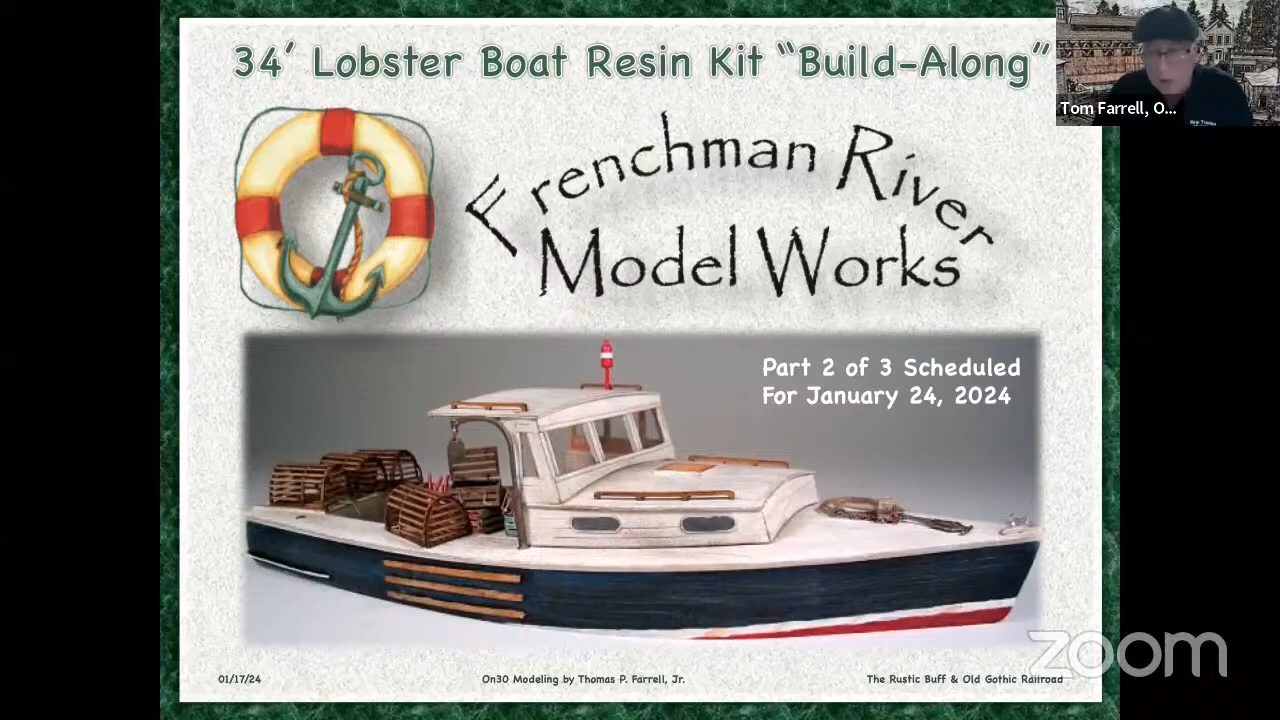 34′ Lobster Boat Resin Kit “Build-Along”
Tom Farrell, O...
Frenchman River
Model Works
Part 2 of 3 Scheduled
For January 24, 2024
zoom
01/17/24
On30 Modeling by Thomas P. Farrell, Jr.
The Rustic Buff & Old Gothic Railroad